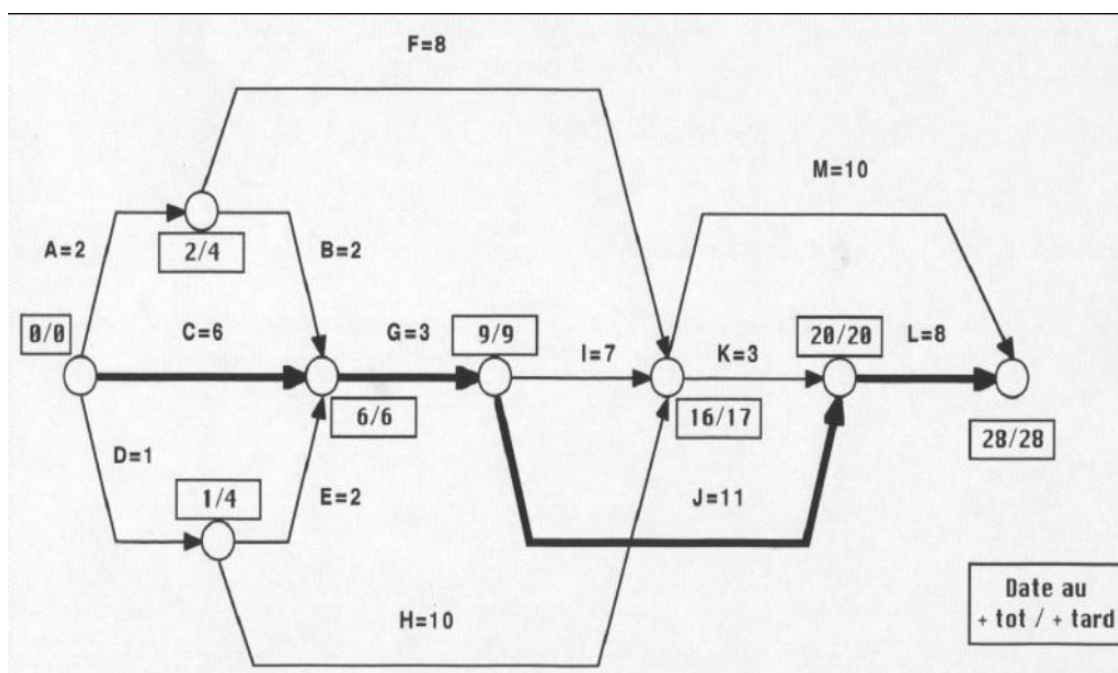 F=8
M=10
A=2
2/4
B=2
0/0
C=6
G=3
9/9
I=7
K=3
20/20
L=8
6/6
16/17
28/28
D=1
1/4
E=2
J=11
H=10
Date au
+ tot / + tard